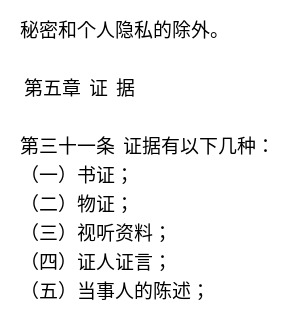 秘密和个人隐私的除外。
第五章 证 据
第三十一条 证据有以下几种：
（一）书证；
（二）物证；
（三）视听资料；
（四）证人证言；
（五）当事人的陈述；